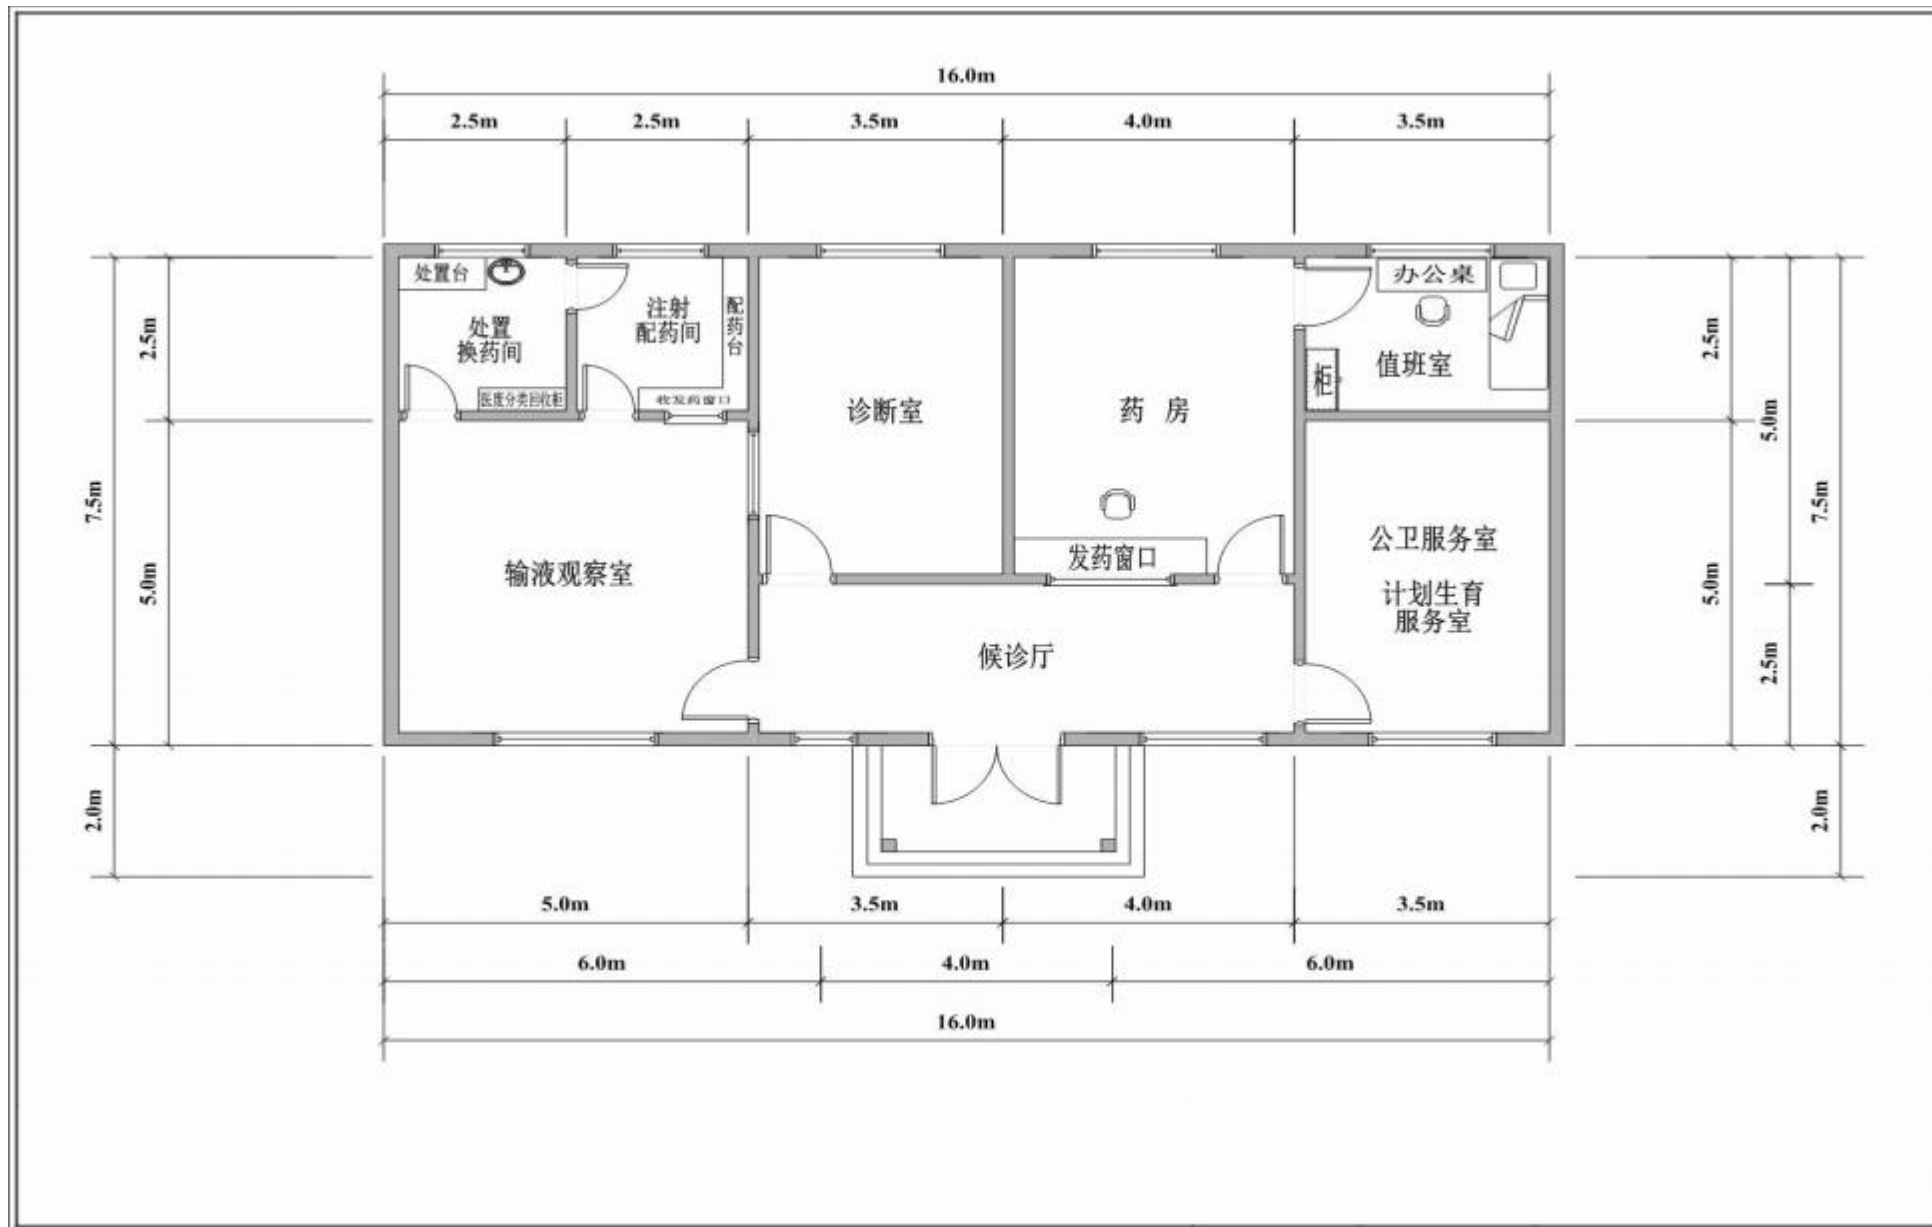 16.0m
2.5m
2.5m
3.5m
4.0m
3.5m
处置台
处置
换药间
医废分类回收柜
注射
配药间
配药台
收发药窗口
诊断室
药 房
发药窗口
办公桌
值班室
柜
输液观察室
候诊厅
公卫服务室
计划生育
服务室
2.5m
5.0m
7.5m
2.0m
2.5m
5.0m
5.0m
2.5m
7.5m
2.0m
5.0m
3.5m
4.0m
3.5m
6.0m
4.0m
6.0m
16.0m